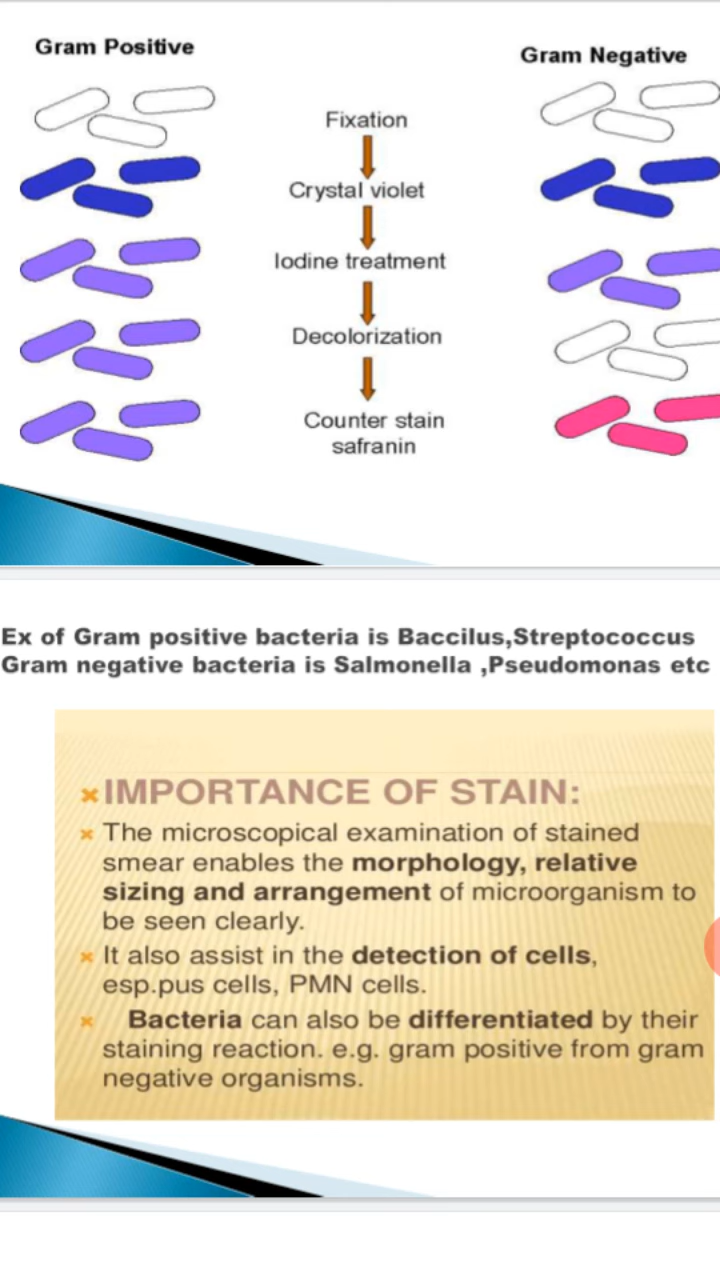 Gram Positive
Gram Negative
Fixation
Crystal violet
Iodine treatment
Decolorization
Counter stain
safranin
Ex of Gram positive bacteria is Baccilus,Streptococcus
Gram negative bacteria is Salmonella ,Pseudomonas etc
IMPORTANCE OF STAIN:
The microscopical examination of stained
smear enables the morphology, relative
sizing and arrangement of microorganism to
be seen clearly.
It also assist in the detection of cells,
esp.pus cells, PMN cells.
Bacteria can also be differentiated by their
staining reaction. e.g. gram positive from gram
negative organisms.